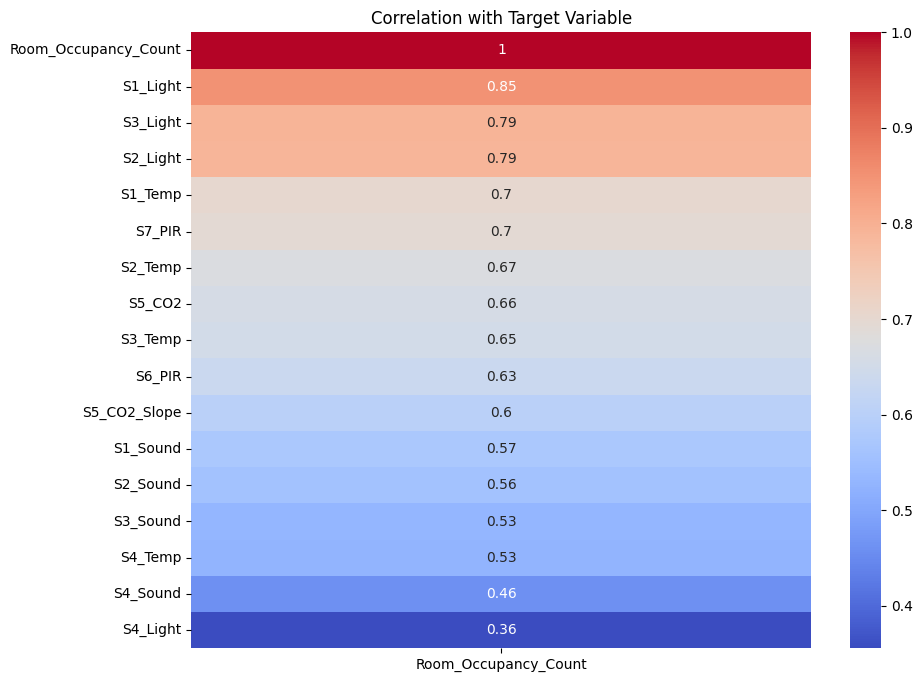 Correlation with Target Variable
Room_Occupancy_Count 1
S1_Light 0.85
S3_Light 0.79
S2_Light 0.79
S1_Temp 0.7
S7_PIR 0.7
S2_Temp 0.67
S5_CO2 0.66
S3_Temp 0.65
S6_PIR 0.63
S5_CO2_Slope 0.6
S1_Sound 0.57
S2_Sound 0.56
S3_Sound 0.53
S4_Temp 0.53
S4_Sound 0.46
S4_Light 0.36
Room_Occupancy_Count
1.0
0.9
0.8
0.7
0.6
0.5
0.4